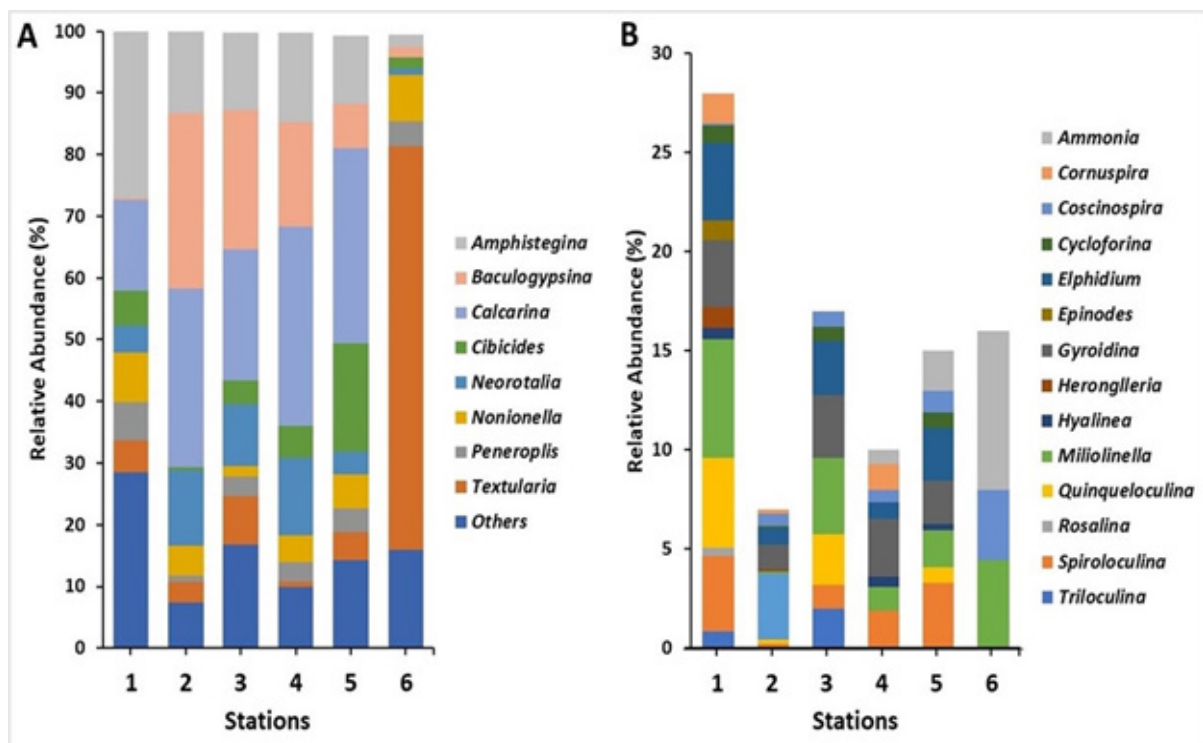 A
Relative Abundance (%)
100
90
80
70
60
50
40
30
20
10
0
1 2 3 4 5 6
Stations
Amphistegina
Baculogypsina
Calcarina
Cibicides
Neorotalia
Nonionella
Peneroplis
Textularia
Others
B
Relative Abundance (%)
30
25
20
15
10
5
0
1 2 3 4 5 6
Stations
Ammonia
Cornuspira
Coscinospira
Cycloforina
Elphidium
Epinodes
Gyroidina
Heronglleria
Hyalinea
Miliolinella
Quinqueloculina
Rosalina
Spiroloculina
Triloculina